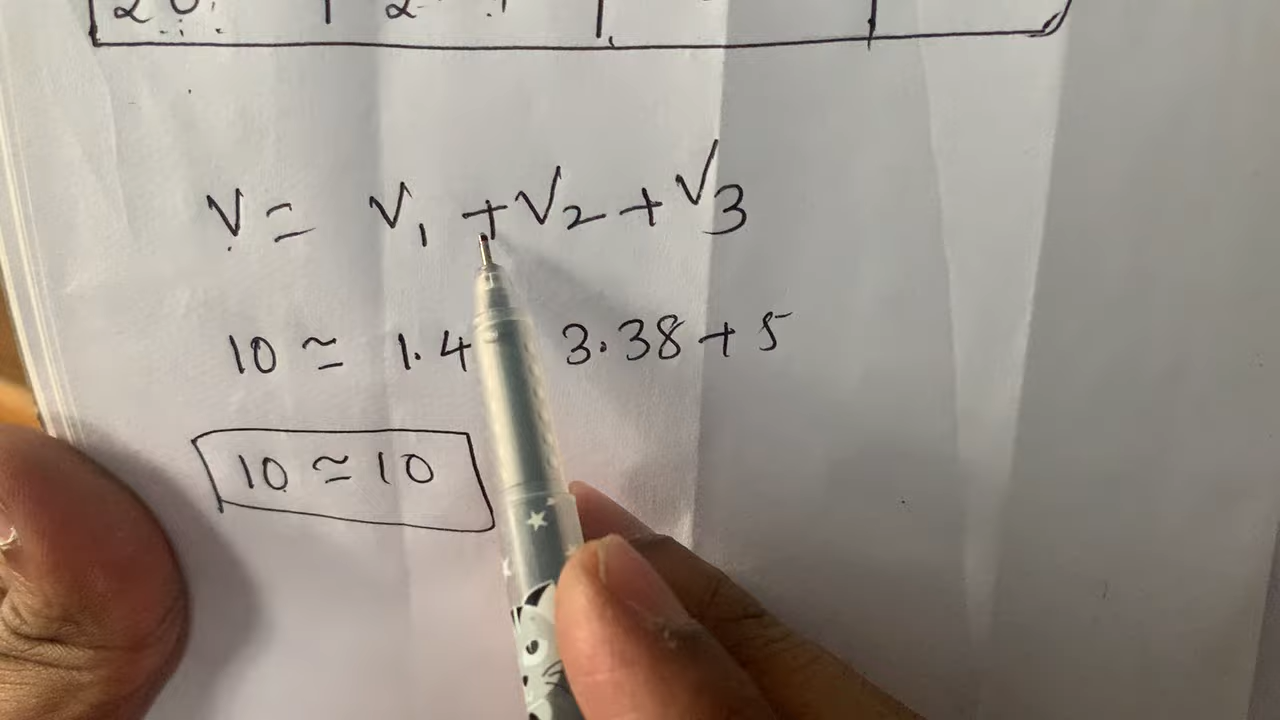 V = V1 + V2 + V3
10 ≃ 1.4 3.38 + 5
10 ≃ 10